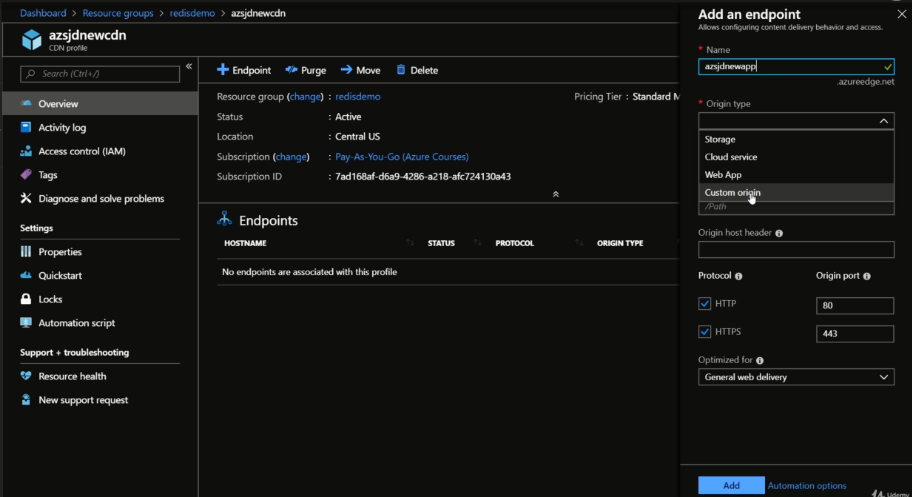 Dashboard > Resource groups > redisdemo > azsjdnewcdn
azsjdnewcdn
CDN profile
Search (Ctrl+/)
«
Overview
Activity log
Access control (IAM)
Tags
Diagnose and solve problems
Settings
Properties
Quickstart
Locks
Automation script
Support + troubleshooting
Resource health
New support request
Endpoint Purge Move Delete
Resource group (change) : redisdemo
Pricing Tier : Standard M
Status : Active
Location : Central US
Subscription (change) : Pay-As-You-Go (Azure Courses)
Subscription ID : 7ad168af-d6a9-4286-a218-afc724130a43
Endpoints
HOSTNAME STATUS PROTOCOL ORIGIN TYPE
No endpoints are associated with this profile
Add an endpoint
Allows configuring content delivery behavior and access.
* Name
azsjdnewapp
.azureedge.net
* Origin type
Storage
Cloud service
Web App
Custom origin
/Path
Origin host header
Protocol Origin port
HTTP 80
HTTPS 443
Optimized for
General web delivery
Add Automation options
Udemy